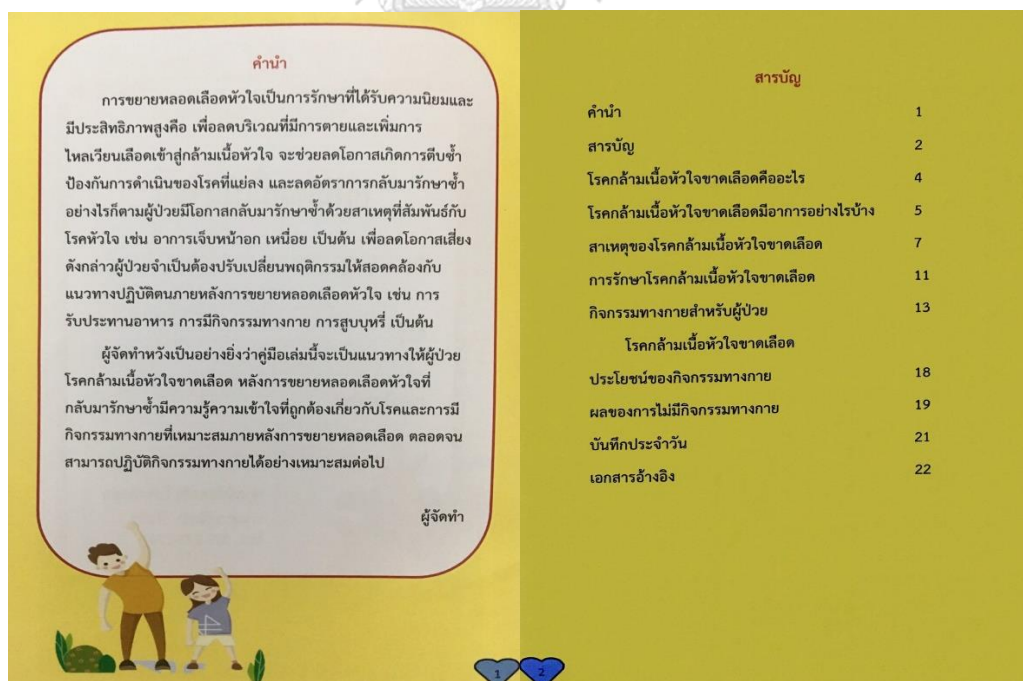 คำนำ
การขยายหลอดเลือดหัวใจเป็นการรักษาที่ได้รับความนิยมและ
มีประสิทธิภาพสูงคือ เพื่อลดบริเวณที่มีการตายและเพิ่มการ
ไหลเวียนเลือดเข้าสู่กล้ามเนื้อหัวใจ จะช่วยลดโอกาสเกิดการตีบซ้ำ
ป้องกันการดำเนินของโรคที่แย่ลง และลดอัตราการกลับมารักษาซ้ำ
อย่างไรก็ตามผู้ป่วยมีโอกาสกลับมารักษาซ้ำด้วยสาเหตุที่สัมพันธ์กับ
โรคหัวใจ เช่น อาการเจ็บหน้าอก เหนื่อย เป็นต้น เพื่อลดโอกาสเสี่ยง
ดังกล่าวผู้ป่วยจำเป็นต้องปรับเปลี่ยนพฤติกรรมให้สอดคล้องกับ
แนวทางปฏิบัติตนภายหลังการขยายหลอดเลือดหัวใจ เช่น การ
รับประทานอาหาร การมีกิจกรรมทางกาย การสูบบุหรี่ เป็นต้น
ผู้จัดทำหวังเป็นอย่างยิ่งว่าคู่มือเล่มนี้จะเป็นแนวทางให้ผู้ป่วย
โรคกล้ามเนื้อหัวใจขาดเลือด หลังการขยายหลอดเลือดหัวใจที่
กลับมารักษาซ้ำมีความรู้ความเข้าใจที่ถูกต้องเกี่ยวกับโรคและการมี
กิจกรรมทางกายที่เหมาะสมภายหลังการขยายหลอดเลือด ตลอดจน
สามารถปฏิบัติกิจกรรมทางกายได้อย่างเหมาะสมต่อไป
ผู้จัดทำ
1
สารบัญ
คำนำ 1
สารบัญ 2
โรคกล้ามเนื้อหัวใจขาดเลือดคืออะไร 4
โรคกล้ามเนื้อหัวใจขาดเลือดมีอาการอย่างไรบ้าง 5
สาเหตุของโรคกล้ามเนื้อหัวใจขาดเลือด 7
การรักษาโรคกล้ามเนื้อหัวใจขาดเลือด 11
กิจกรรมทางกายสำหรับผู้ป่วย 13
โรคกล้ามเนื้อหัวใจขาดเลือด
ประโยชน์ของกิจกรรมทางกาย 18
ผลของการไม่มีกิจกรรมทางกาย 19
บันทึกประจำวัน 21
เอกสารอ้างอิง 22
2